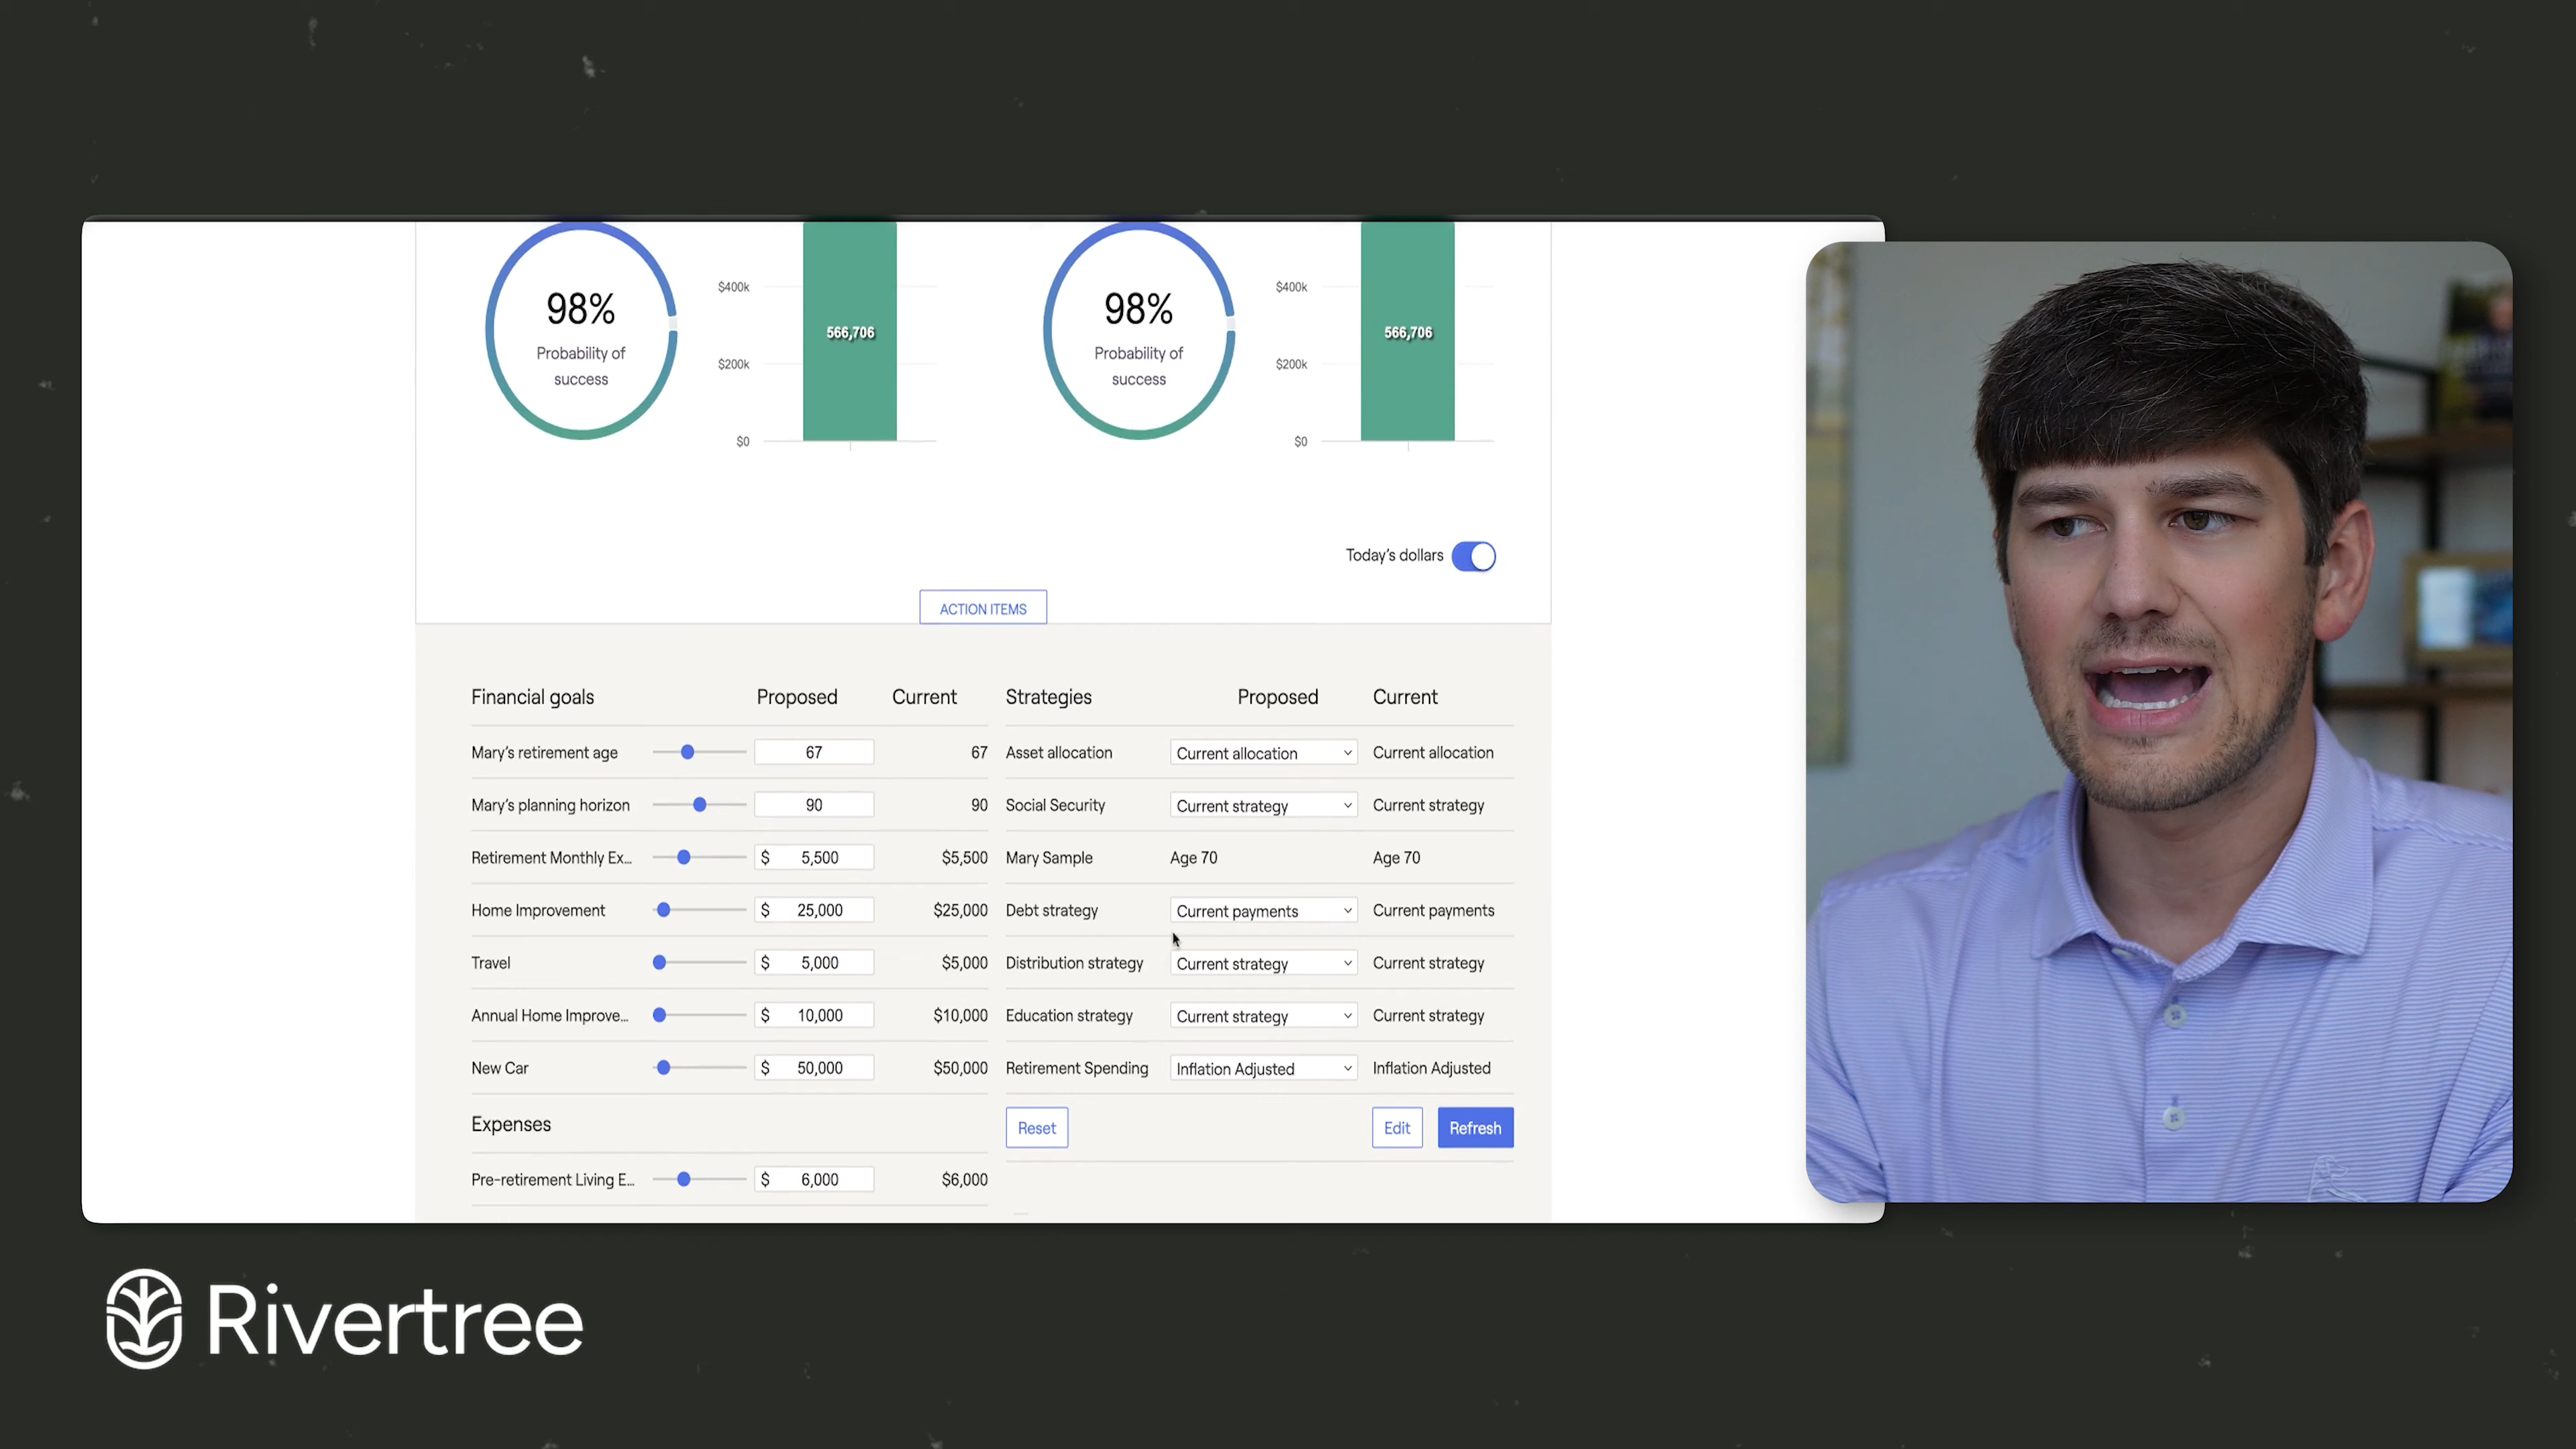 98%
Probability of
success
$400k
$200k
$0
566,706
98%
Probability of
success
$400k
$200k
$0
566,706
Today's dollars
ACTION ITEMS
Financial goals Proposed Current
Mary's retirement age 67 67
Mary's planning horizon 90 90
Retirement Monthly Ex... $ 5,500 $5,500
Home Improvement $ 25,000 $25,000
Travel $ 5,000 $5,000
Annual Home Improve... $ 10,000 $10,000
New Car $ 50,000 $50,000
Expenses
Pre-retirement Living E... $ 6,000 $6,000
Strategies Proposed Current
Asset allocation Current allocation Current allocation
Social Security Current strategy Current strategy
Mary Sample Age 70 Age 70
Debt strategy Current payments Current payments
Distribution strategy Current strategy Current strategy
Education strategy Current strategy Current strategy
Retirement Spending Inflation Adjusted Inflation Adjusted
Reset Edit Refresh
Rivertree